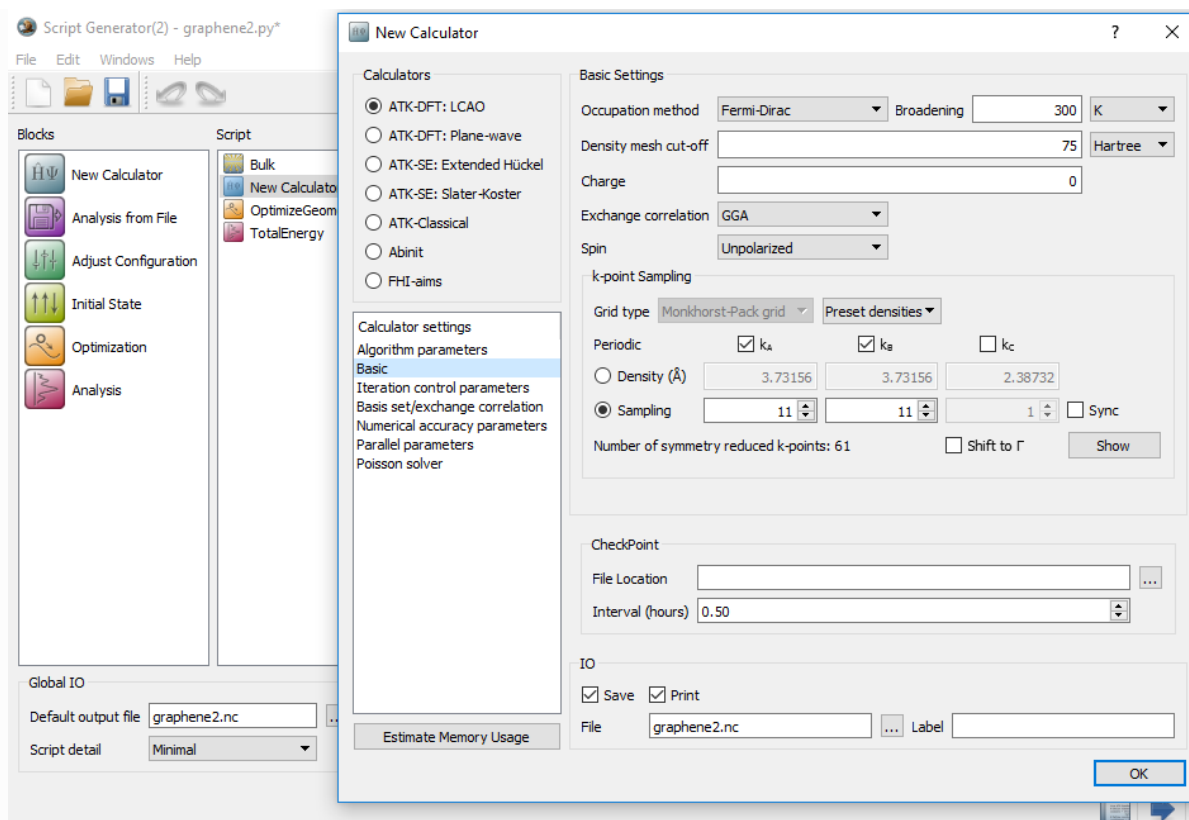 Script Generator(2) - graphene2.py*
File Edit Windows Help
Blocks
Script
New Calculator
Analysis from File
Adjust Configuration
Initial State
Optimization
Analysis
Bulk
New Calculato
OptimizeGeom
TotalEnergy
Global IO
Default output file graphene2.nc ...
Script detail Minimal
New Calculator ? X
Calculators
ATK-DFT: LCAO
ATK-DFT: Plane-wave
ATK-SE: Extended Hückel
ATK-SE: Slater-Koster
ATK-Classical
Abinit
FHI-aims
Calculator settings
Algorithm parameters
Basic
Iteration control parameters
Basis set/exchange correlation
Numerical accuracy parameters
Parallel parameters
Poisson solver
Estimate Memory Usage
Basic Settings
Occupation method Fermi-Dirac Broadening 300 K
Density mesh cut-off 75 Hartree
Charge 0
Exchange correlation GGA
Spin Unpolarized
k-point Sampling
Grid type Monkhorst-Pack grid Preset densities
Periodic kA kB kC
Density (Å) 3.73156 3.73156 2.38732
Sampling 11 11 1 Sync
Number of symmetry reduced k-points: 61 Shift to Γ Show
CheckPoint
File Location ...
Interval (hours) 0.50
IO
Save Print
File graphene2.nc ... Label
OK